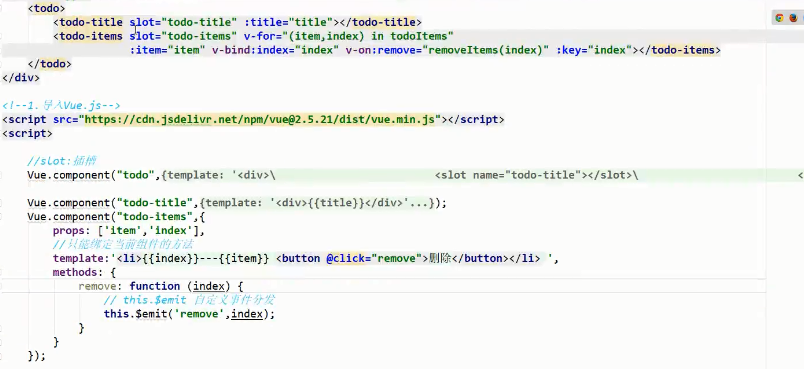 <todo>
<todo-title slot="todo-title" :title="title"></todo-title>
<todo-items slot="todo-items" v-for="(item,index) in todoItems"
:item="item" v-bind:index="index" v-on:remove="removeItems(index)" :key="index"></todo-items>
</todo>
</div>
<!--1.导入Vue.js-->
<script src="https://cdn.jsdelivr.net/npm/vue@2.5.21/dist/vue.min.js"></script>
<script>
//slot:插槽
Vue.component("todo",{template: '<div>\ <slot name="todo-title"></slot>\ <
Vue.component("todo-title",{template: '<div>{{title}}</div>'...});
Vue.component("todo-items",{
props: ['item','index'],
//只能绑定当前组件的方法
template:'<li>{{index}}---{{item}} <button @click="remove">删除</button></li> ',
methods: {
remove: function (index) {
// this.$emit 自定义事件分发
this.$emit('remove',index);
}
}
});